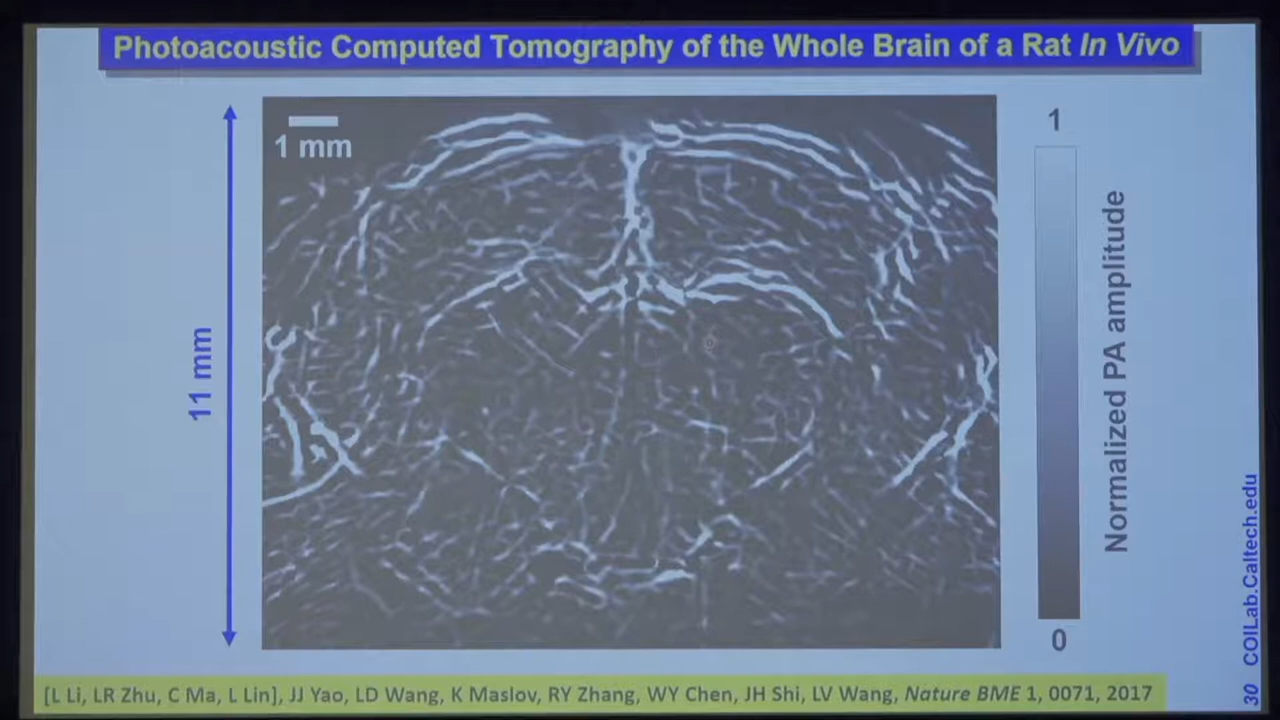 Photoacoustic Computed Tomography of the Whole Brain of a Rat In Vivo
1 mm
11 mm
1
Normalized PA amplitude
0
[L Li, LR Zhu, C Ma, L Lin], JJ Yao, LD Wang, K Maslov, RY Zhang, WY Chen, JH Shi, LV Wang, Nature BME 1, 0071, 2017
30 COILab.Caltech.edu